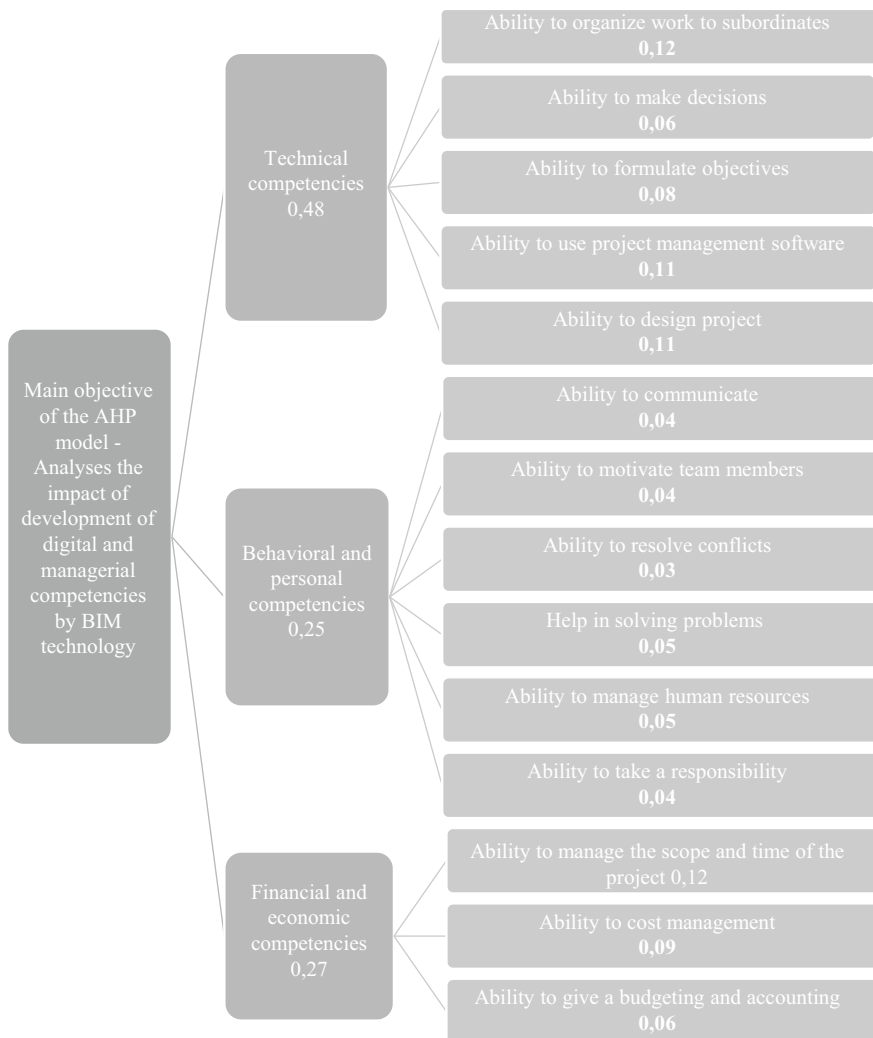 Main objective
of the AHP
model -
Analyses the
impact of
development of
digital and
managerial
competencies
by BIM
technology
Technical
competencies
0,48
Ability to organize work to subordinates
0,12
Ability to make decisions
0,06
Ability to formulate objectives
0,08
Ability to use project management software
0,11
Ability to design project
0,11
Behavioral and
personal
competencies
0,25
Ability to communicate
0,04
Ability to motivate team members
0,04
Ability to resolve conflicts
0,03
Help in solving problems
0,05
Ability to manage human resources
0,05
Ability to take a responsibility
0,04
Financial and
economic
competencies
0,27
Ability to manage the scope and time of the
project 0,12
Ability to cost management
0,09
Ability to give a budgeting and accounting
0,06